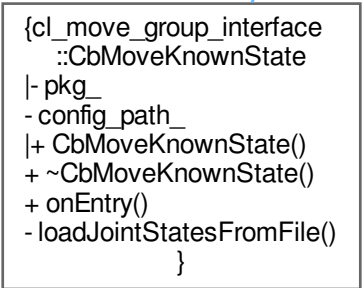 {cl_move_group_interface
::CbMoveKnownState
|- pkg_
- config_path_
|+ CbMoveKnownState()
+ ~CbMoveKnownState()
+ onEntry()
- loadJointStatesFromFile()
}